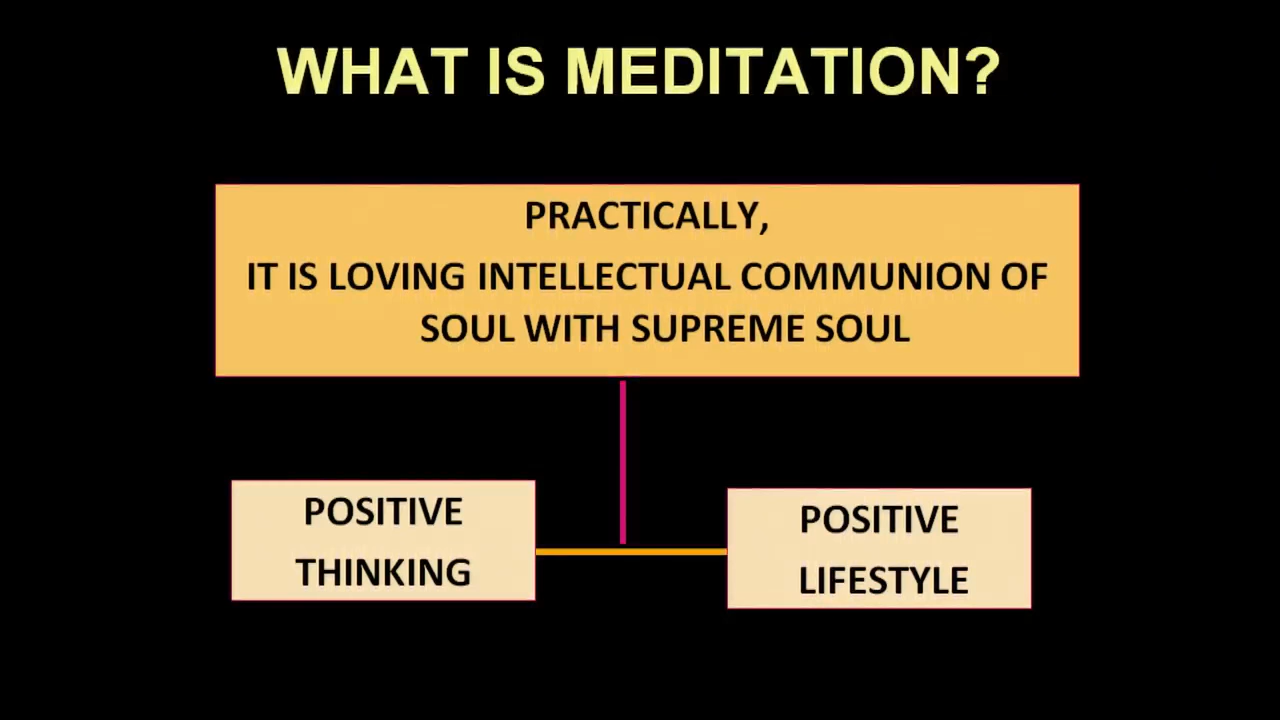 WHAT IS MEDITATION?
PRACTICALLY,
IT IS LOVING INTELLECTUAL COMMUNION OF
SOUL WITH SUPREME SOUL
POSITIVE
THINKING
POSITIVE
LIFESTYLE